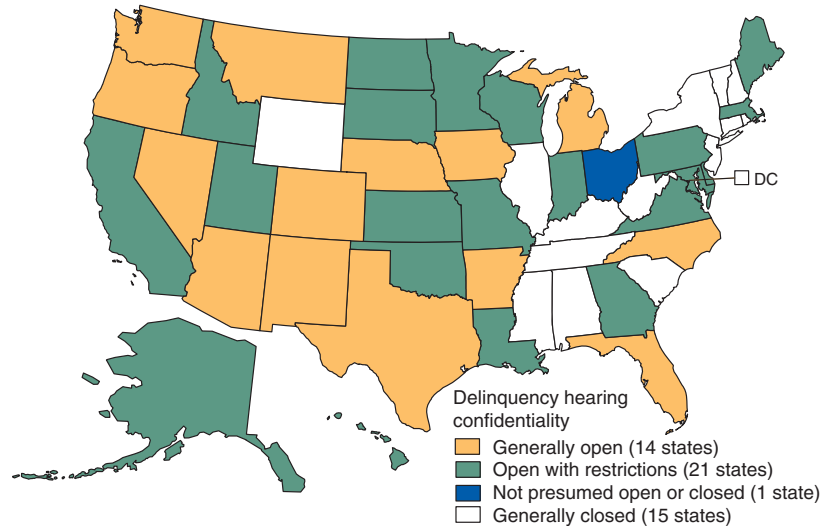 DC
Delinquency hearing
confidentiality
Generally open (14 states)
Open with restrictions (21 states)
Not presumed open or closed (1 state)
Generally closed (15 states)